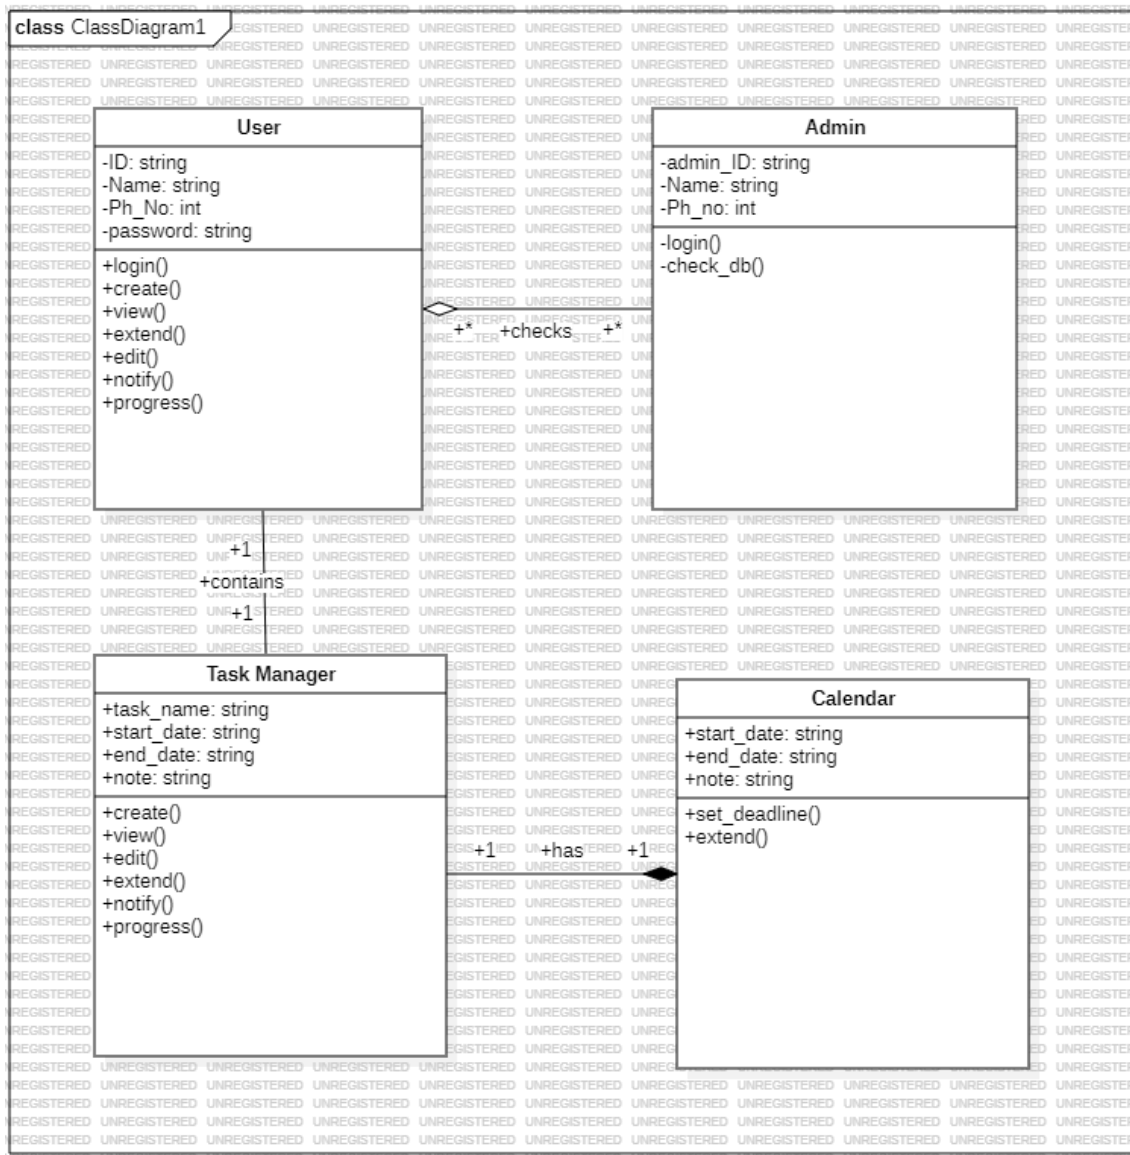 class ClassDiagram1
User
-ID: string
-Name: string
-Ph_No: int
-password: string
+login()
+create()
+view()
+extend()
+edit()
+notify()
+progress()
Admin
-admin_ID: string
-Name: string
-Ph_no: int
-login()
-check_db()
+* +checks +*
+1
+contains
+1
Task Manager
+task_name: string
+start_date: string
+end_date: string
+note: string
+create()
+view()
+edit()
+extend()
+notify()
+progress()
+1 +has +1
Calendar
+start_date: string
+end_date: string
+note: string
+set_deadline()
+extend()
UNREGISTERED